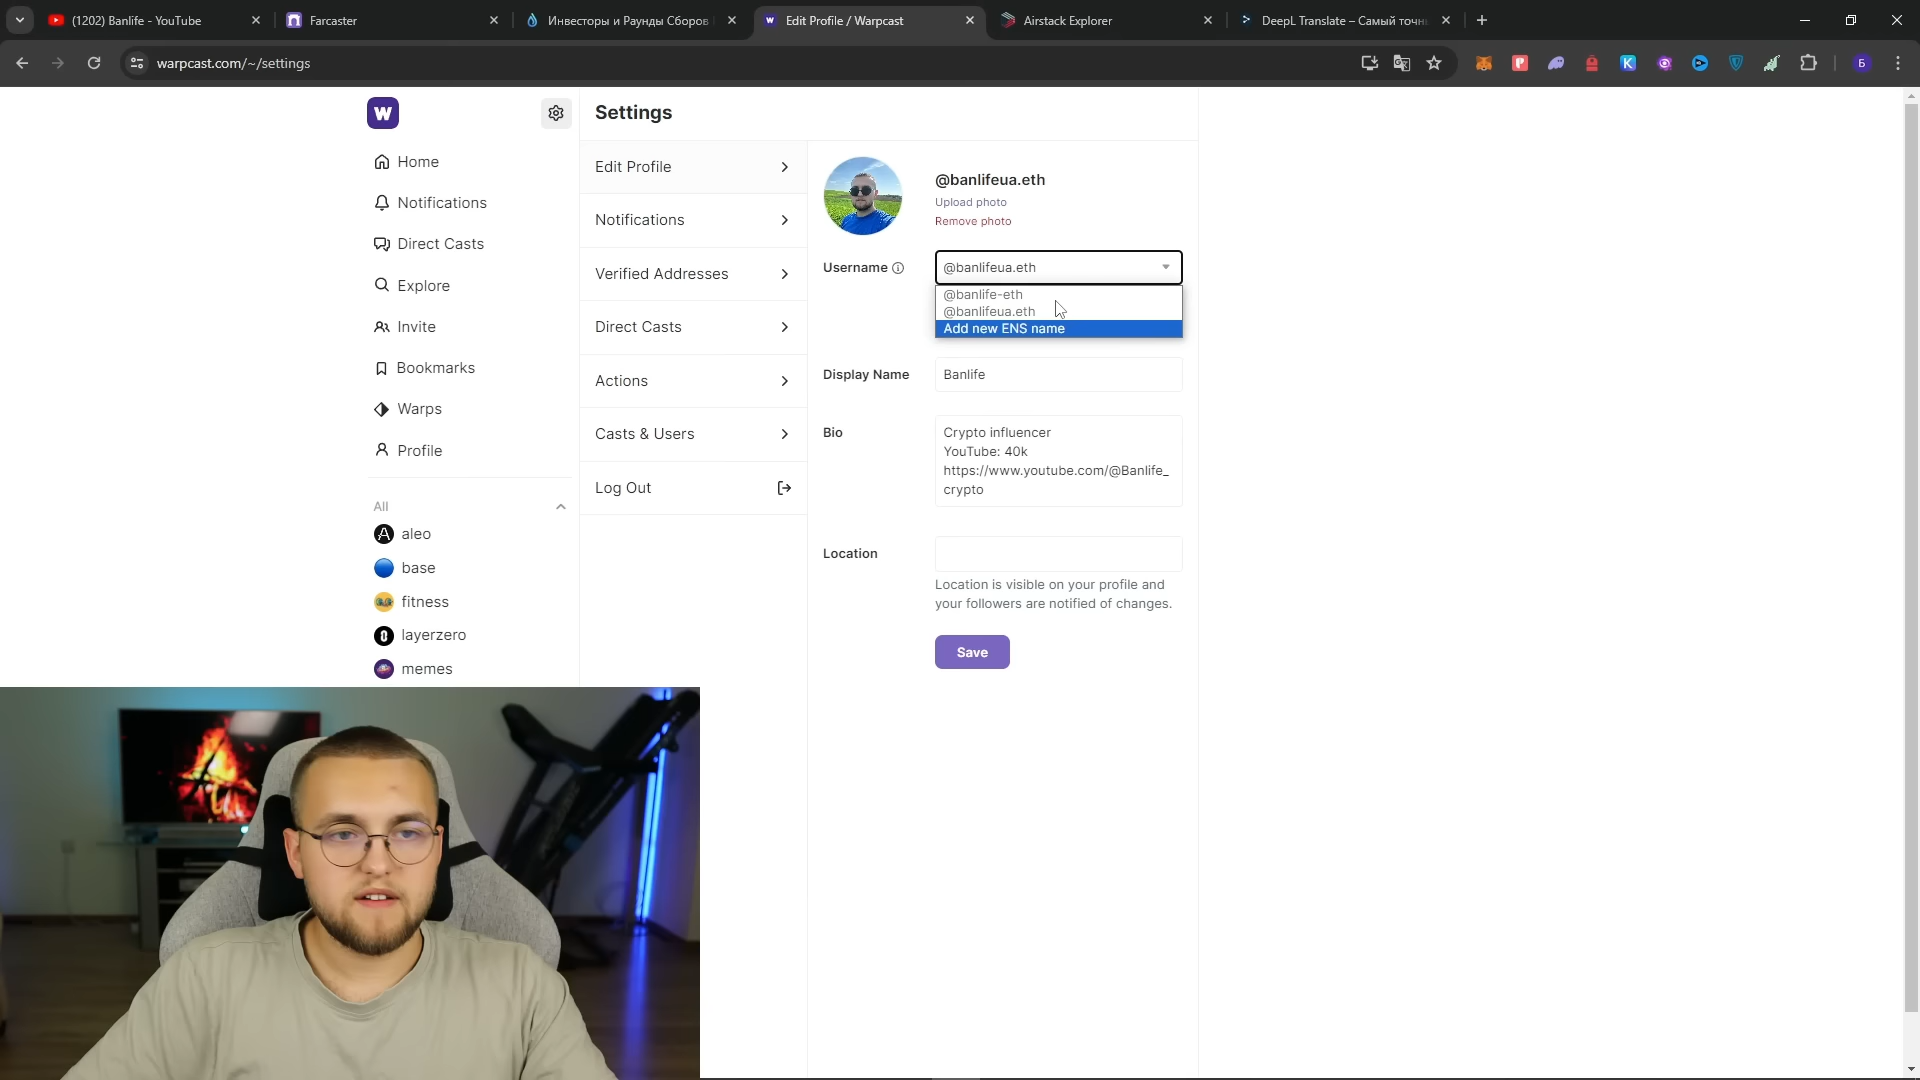 (1202) Banlife - YouTube
Farcaster
Инвесторы и Раунды Сборов
Edit Profile / Warpcast
Airstack Explorer
DeepL Translate – Самый точн
warpcast.com/~/settings
Б
W
Home
Notifications
Direct Casts
Explore
Invite
Bookmarks
Warps
Profile
All
aleo
base
fitness
layerzero
memes
Settings
Edit Profile
Notifications
Verified Addresses
Direct Casts
Actions
Casts & Users
Log Out
@banlifeua.eth
Upload photo
Remove photo
Username
@banlifeua.eth
@banlife-eth
@banlifeua.eth
Add new ENS name
Display Name
Banlife
Bio
Crypto influencer
YouTube: 40k
https://www.youtube.com/@Banlife_
crypto
Location
Location is visible on your profile and
your followers are notified of changes.
Save